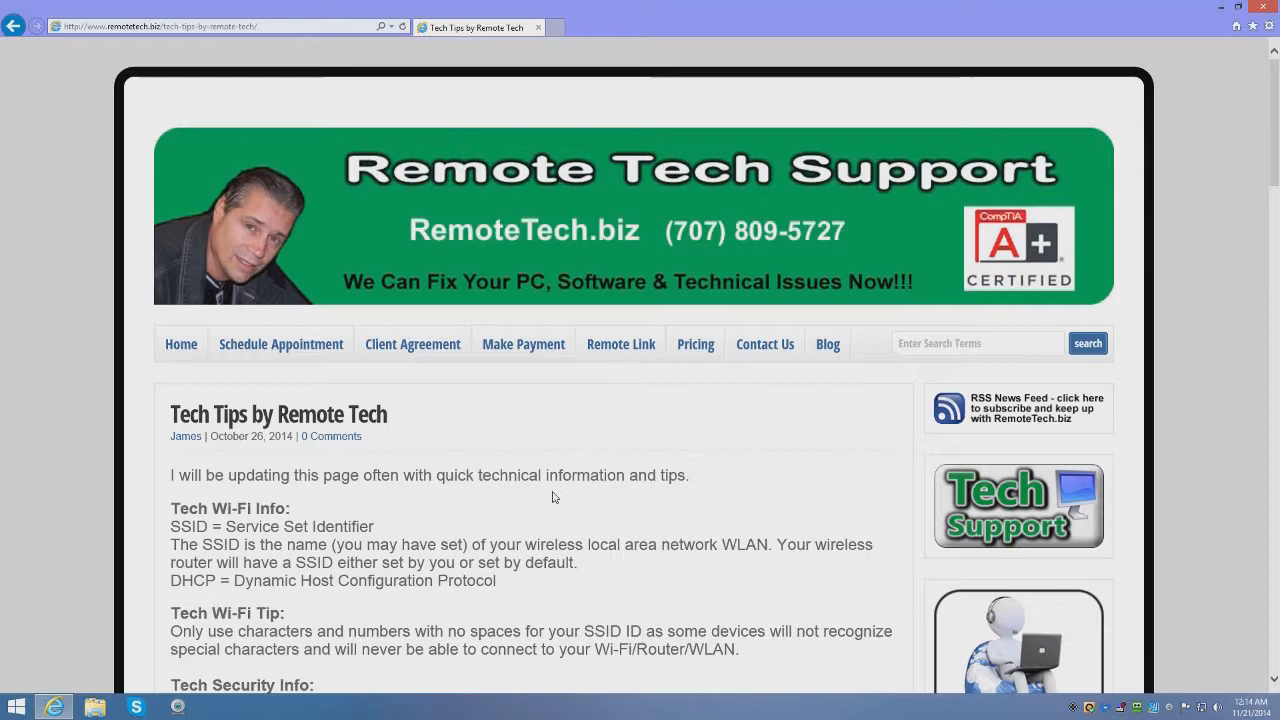 http://www.remotetech.biz/tech-tips-by-remote-tech/
Tech Tips by Remote Tech
Remote Tech Support
RemoteTech.biz (707) 809-5727
We Can Fix Your PC, Software & Technical Issues Now!!!
CompTIA
A+
CERTIFIED
Home
Schedule Appointment
Client Agreement
Make Payment
Remote Link
Pricing
Contact Us
Blog
Enter Search Terms
search
Tech Tips by Remote Tech
James | October 26, 2014 | 0 Comments
I will be updating this page often with quick technical information and tips.
Tech Wi-Fi Info:
SSID = Service Set Identifier
The SSID is the name (you may have set) of your wireless local area network WLAN. Your wireless
router will have a SSID either set by you or set by default.
DHCP = Dynamic Host Configuration Protocol
Tech Wi-Fi Tip:
Only use characters and numbers with no spaces for your SSID ID as some devices will not recognize
special characters and will never be able to connect to your Wi-Fi/Router/WLAN.
Tech Security Info:
RSS News Feed - click here
to subscribe and keep up
with RemoteTech.biz
Tech
Support
12:14 AM
11/21/2014